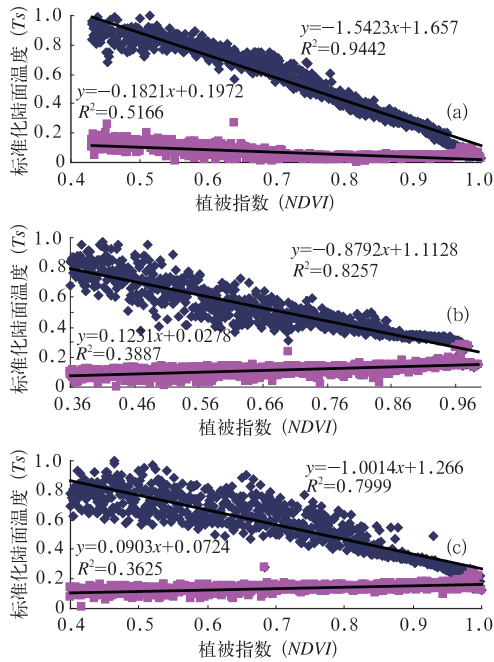 标准化陆面温度 (Ts)
1.0
0.8
0.6
0.4
0.2
0
y=−1.5423x+1.657
R²=0.9442
y=−0.1821x+0.1972
R²=0.5166
(a)
0.4 0.5 0.6 0.7 0.8 0.9 1.0
植被指数 (NDVI)
标准化陆面温度 (Ts)
1.0
0.8
0.6
0.4
0.2
0
y=−0.8792x+1.1128
R²=0.8257
(b)
y=0.1231x+0.0278
R²=0.3887
0.36 0.46 0.56 0.66 0.76 0.86 0.96
植被指数 (NDVI)
标准化陆面温度 (Ts)
1.0
0.8
0.6
0.4
0.2
0
y=−1.0014x+1.266
R²=0.7999
y=0.0903x+0.0724
R²=0.3625
(c)
0.4 0.5 0.6 0.7 0.8 0.9 1.0
植被指数 (NDVI)